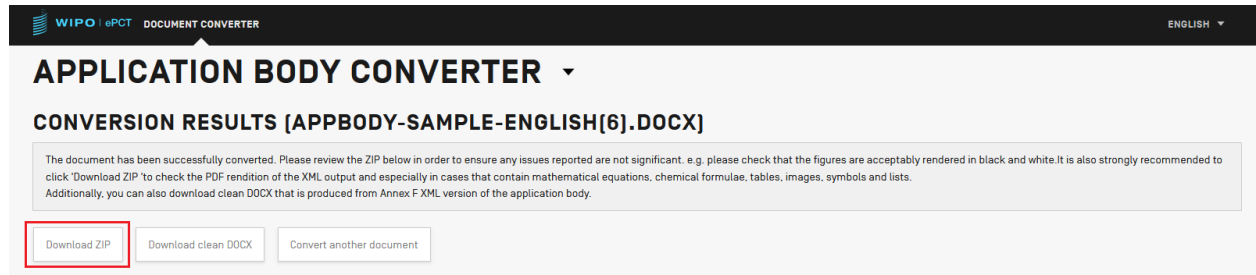 WIPO | ePCT DOCUMENT CONVERTER ENGLISH
APPLICATION BODY CONVERTER
CONVERSION RESULTS (APPBODY-SAMPLE-ENGLISH(6).DOCX)
The document has been successfully converted. Please review the ZIP below in order to ensure any issues reported are not significant. e.g. please check that the figures are acceptably rendered in black and white.It is also strongly recommended to
click 'Download ZIP 'to check the PDF rendition of the XML output and especially in cases that contain mathematical equations, chemical formulae, tables, images, symbols and lists.
Additionally, you can also download clean DOCX that is produced from Annex F XML version of the application body.
Download ZIP Download clean DOCX Convert another document